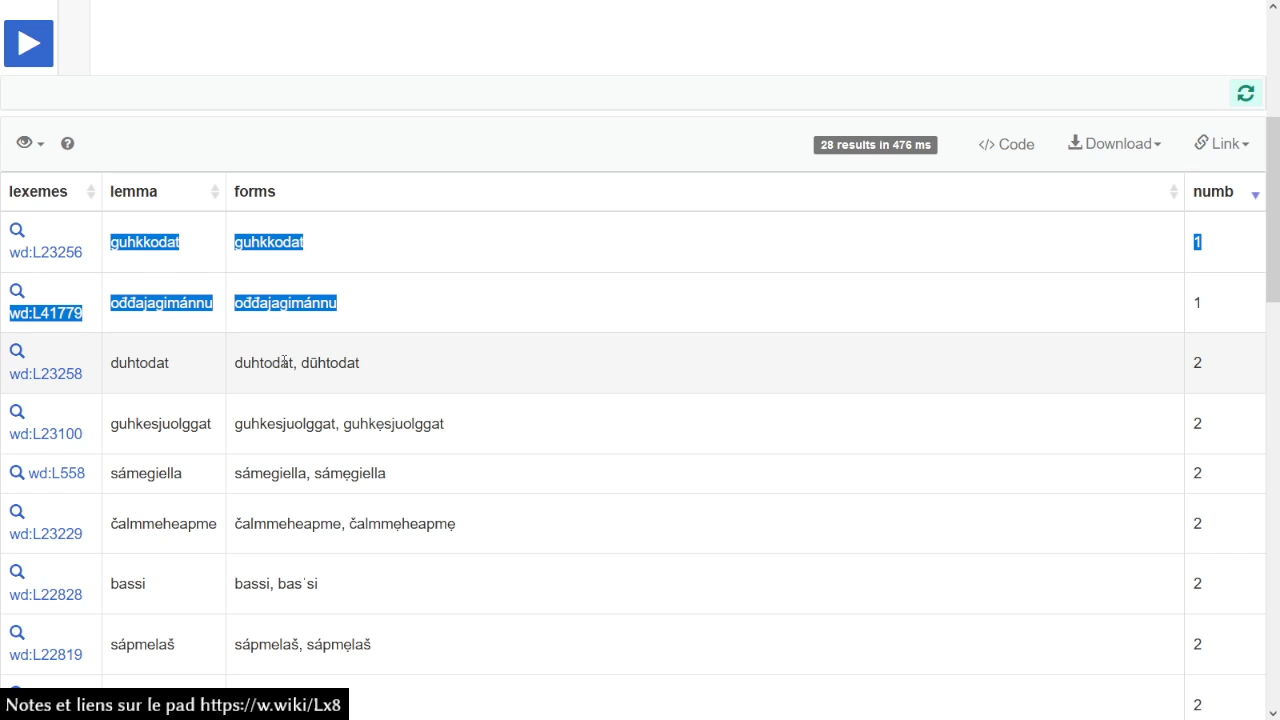 28 results in 476 ms Code Download Link
lexemes lemma forms numb
wd:L23256 guhkkodat guhkkodat 1
wd:L41779 ođđajagimánnu ođđajagimánnu 1
wd:L23258 duhtodat duhtodat, dūhtodat 2
wd:L23100 guhkesjuolggat guhkesjuolggat, guhkẹsjuolggat 2
wd:L558 sámegiella sámegiella, sámẹgiella 2
wd:L23229 čalmmeheapme čalmmeheapme, čalmmẹheapmẹ 2
wd:L22828 bassi bassi, basˈsi 2
wd:L22819 sápmelaš sápmelaš, sápmẹlaš 2
2
Notes et liens sur le pad https://w.wiki/Lx8